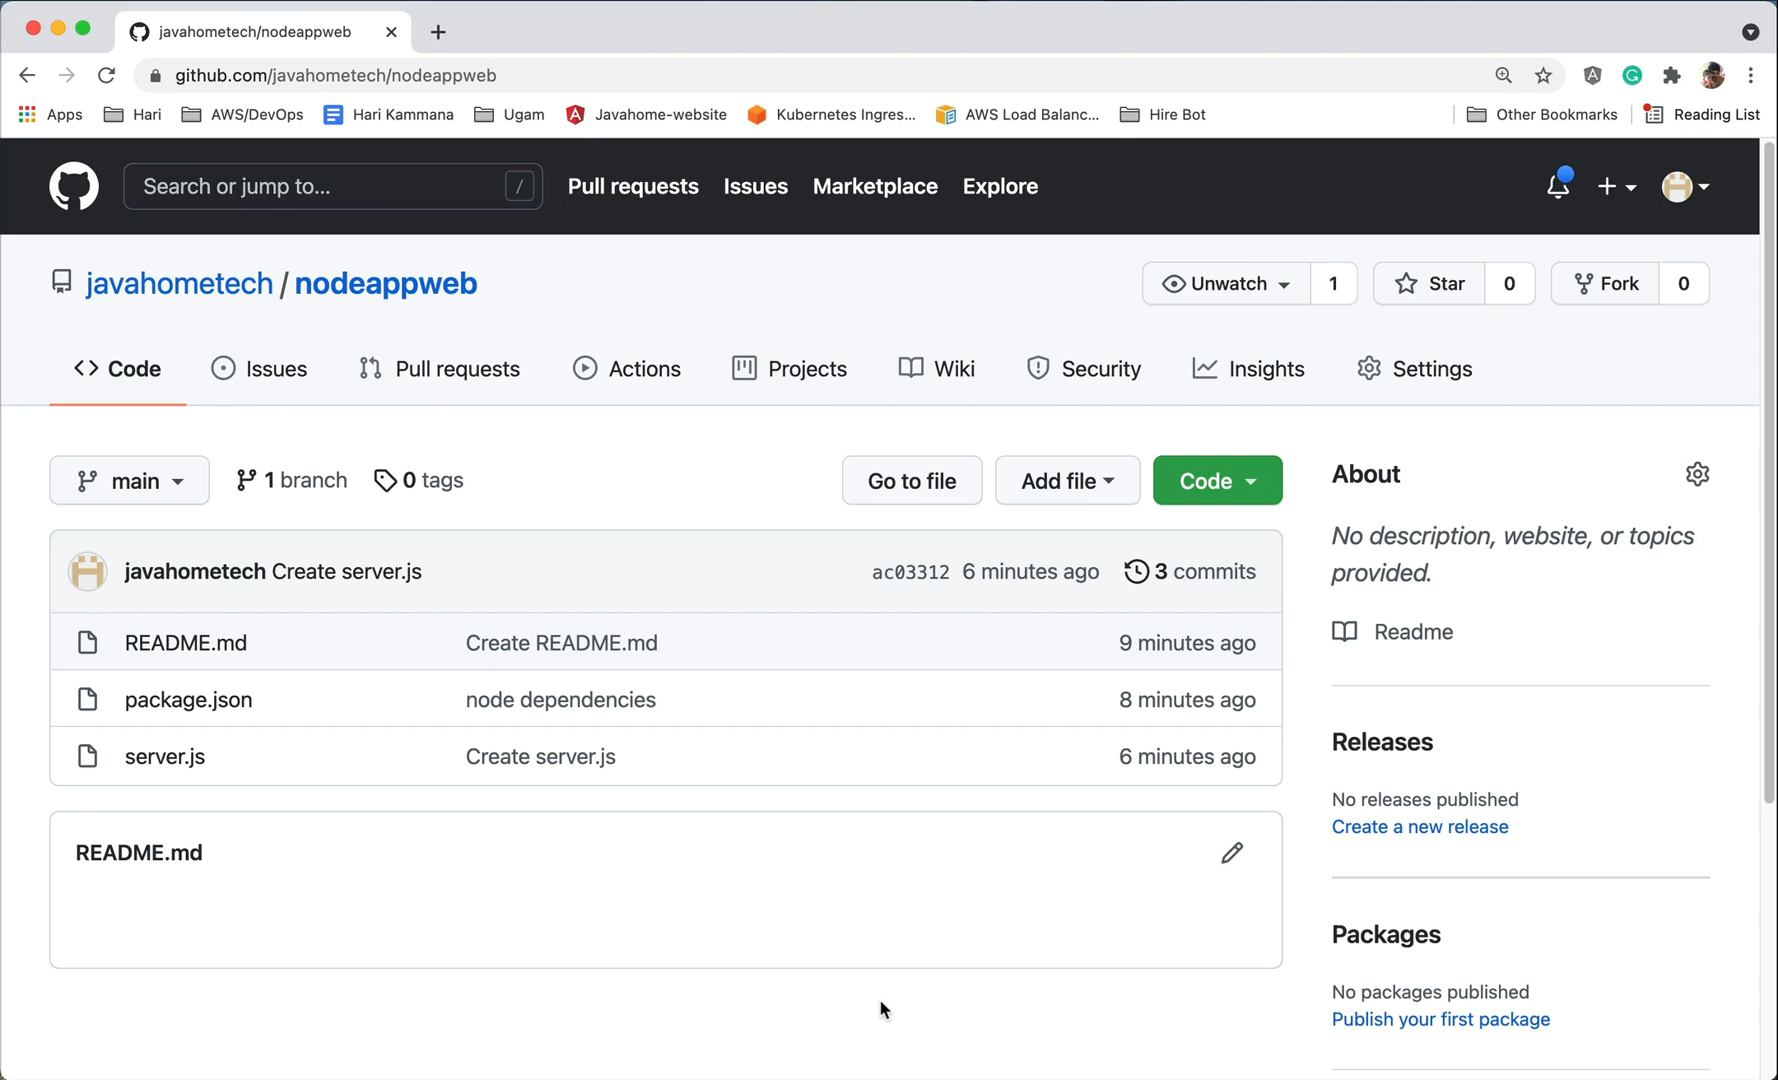 javahometech/nodeappweb
github.com/javahometech/nodeappweb
Apps Hari AWS/DevOps Hari Kammana Ugam Javahome-website Kubernetes Ingres... AWS Load Balanc... Hire Bot Other Bookmarks Reading List
Search or jump to... / Pull requests Issues Marketplace Explore
javahometech / nodeappweb Unwatch 1 Star 0 Fork 0
Code Issues Pull requests Actions Projects Wiki Security Insights Settings
main 1 branch 0 tags Go to file Add file Code
javahometech Create server.js ac03312 6 minutes ago 3 commits
README.md Create README.md 9 minutes ago
package.json node dependencies 8 minutes ago
server.js Create server.js 6 minutes ago
README.md
About
No description, website, or topics
provided.
Readme
Releases
No releases published
Create a new release
Packages
No packages published
Publish your first package